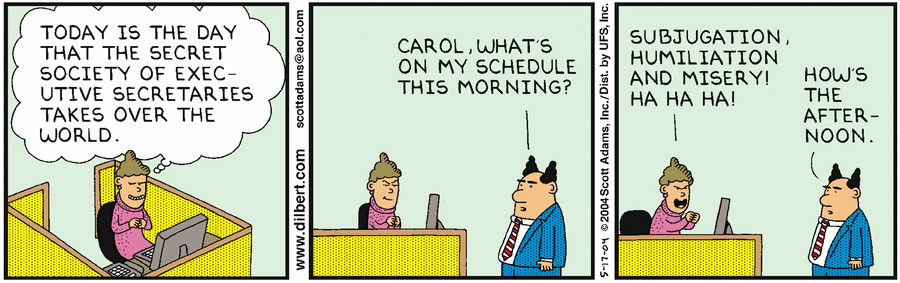 TODAY IS THE DAY
THAT THE SECRET
SOCIETY OF EXEC-
UTIVE SECRETARIES
TAKES OVER THE
WORLD.
www.dilbert.com
scottadams@aol.com
CAROL, WHAT'S
ON MY SCHEDULE
THIS MORNING?
5-17-04 © 2004 Scott Adams, Inc./Dist. by UFS, Inc.
SUBJUGATION,
HUMILIATION
AND MISERY!
HA HA HA!
HOW'S
THE
AFTER-
NOON.